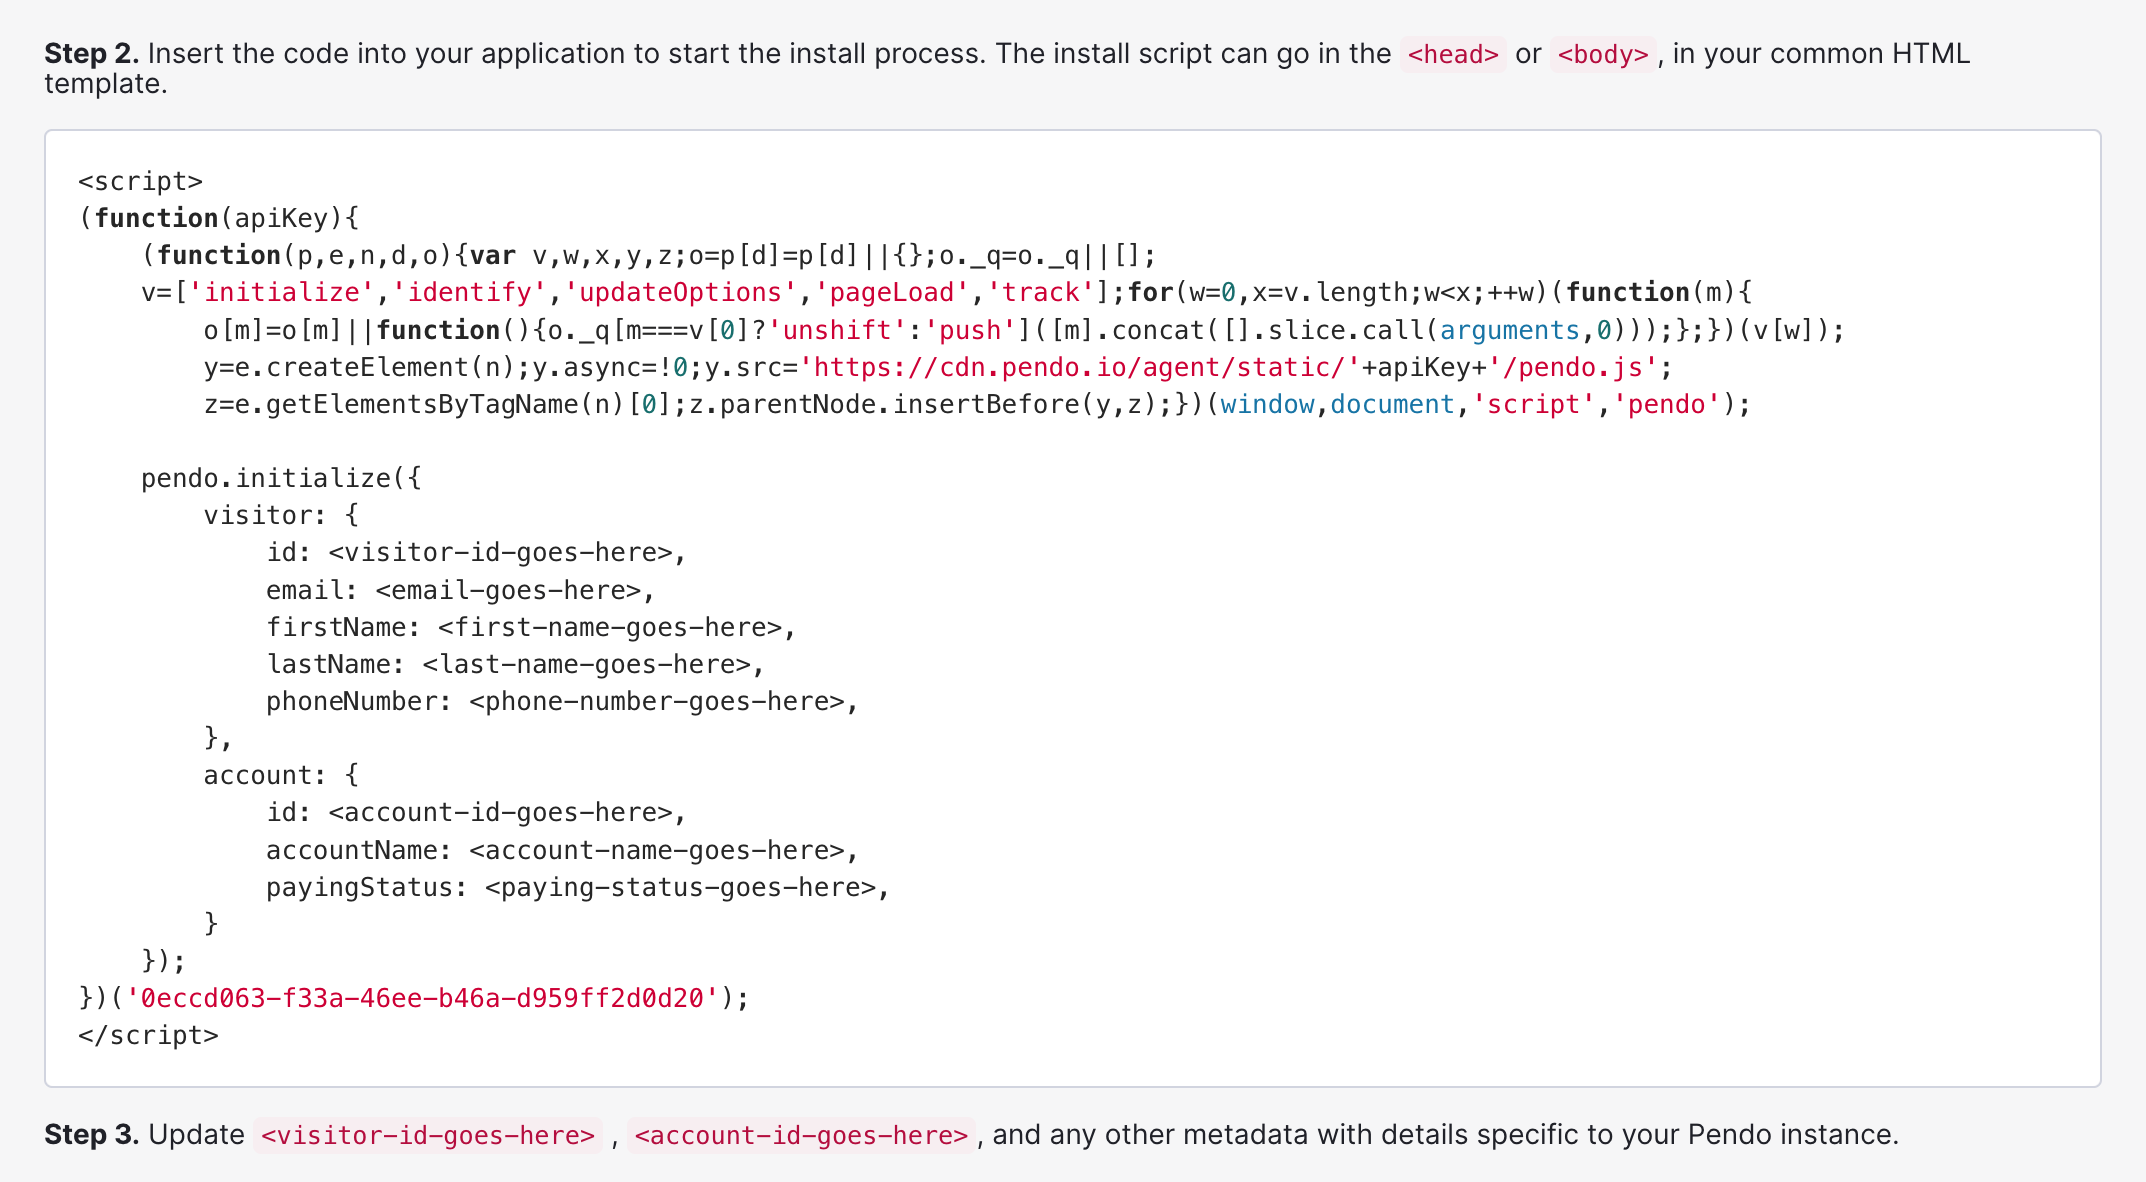 Step 2. Insert the code into your application to start the install process. The install script can go in the <head> or <body>, in your common HTML
template.
<script>
(function(apiKey){
    (function(p,e,n,d,o){var v,w,x,y,z;o=p[d]=p[d]||{};o._q=o._q||[];
    v=['initialize','identify','updateOptions','pageLoad','track'];for(w=0,x=v.length;w<x;++w)(function(m){
        o[m]=o[m]||function(){o._q[m===v[0]?'unshift':'push']([m].concat([].slice.call(arguments,0)));};})(v[w]);
        y=e.createElement(n);y.async=!0;y.src='https://cdn.pendo.io/agent/static/'+apiKey+'/pendo.js';
        z=e.getElementsByTagName(n)[0];z.parentNode.insertBefore(y,z);})(window,document,'script','pendo');

    pendo.initialize({
        visitor: {
            id: <visitor-id-goes-here>,
            email: <email-goes-here>,
            firstName: <first-name-goes-here>,
            lastName: <last-name-goes-here>,
            phoneNumber: <phone-number-goes-here>,
        },
        account: {
            id: <account-id-goes-here>,
            accountName: <account-name-goes-here>,
            payingStatus: <paying-status-goes-here>,
        }
    });
})('0eccd063-f33a-46ee-b46a-d959ff2d0d20');
</script>
Step 3. Update <visitor-id-goes-here> , <account-id-goes-here>, and any other metadata with details specific to your Pendo instance.